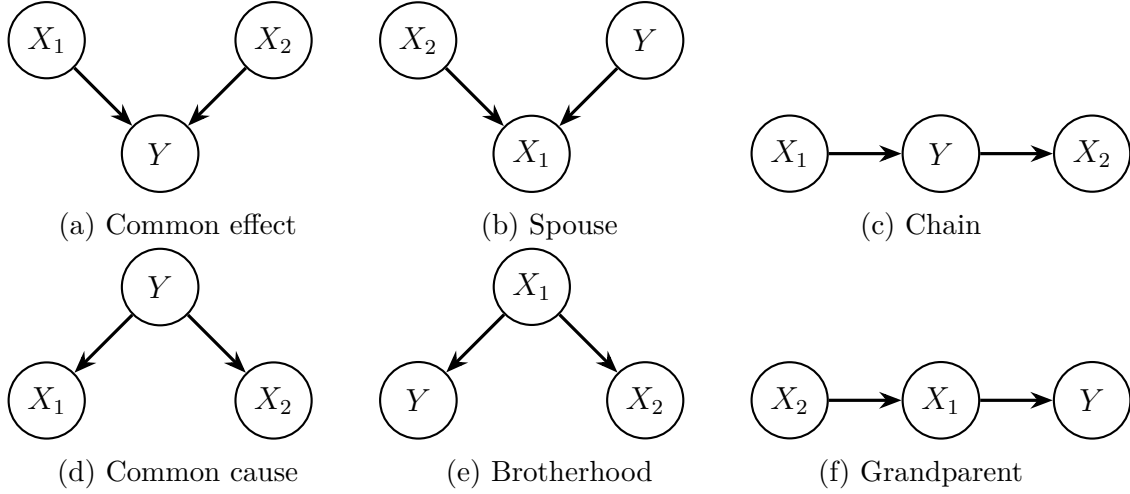 X₁ X₂ X₂ Y
Y X₁ X₁ Y X₂
(a) Common effect (b) Spouse (c) Chain
Y X₁
X₁ X₂ Y X₂ X₂ X₁ Y
(d) Common cause (e) Brotherhood (f) Grandparent